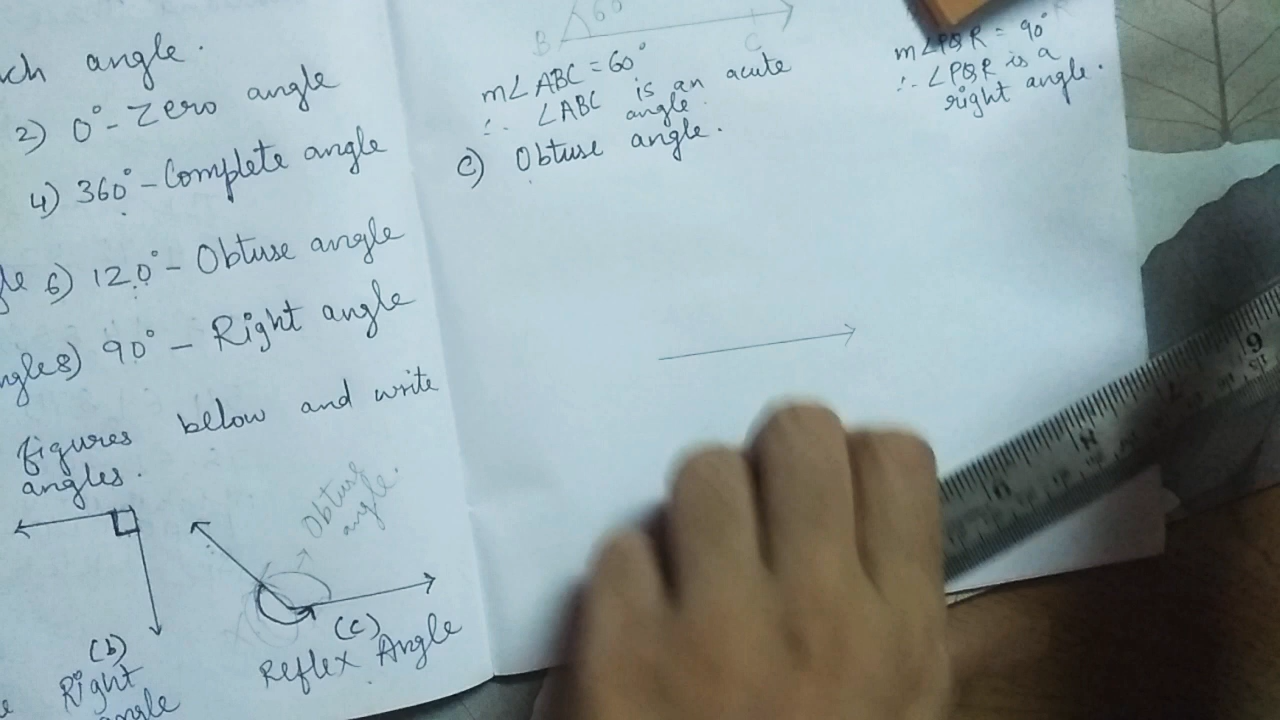 angle.
2) 0° - Zero angle
4) 360° - Complete angle
6) 120° - Obtuse angle
8) 90° - Right angle
figures below and write
angles.
Obtuse
angle.
(b)
Right
angle
(c)
Reflex Angle
B 60° C
m∠ABC = 60°
∴ ∠ABC is an acute
angle.
m∠PQR = 90°
∴ ∠PQR is a
right angle.
c) Obtuse angle.